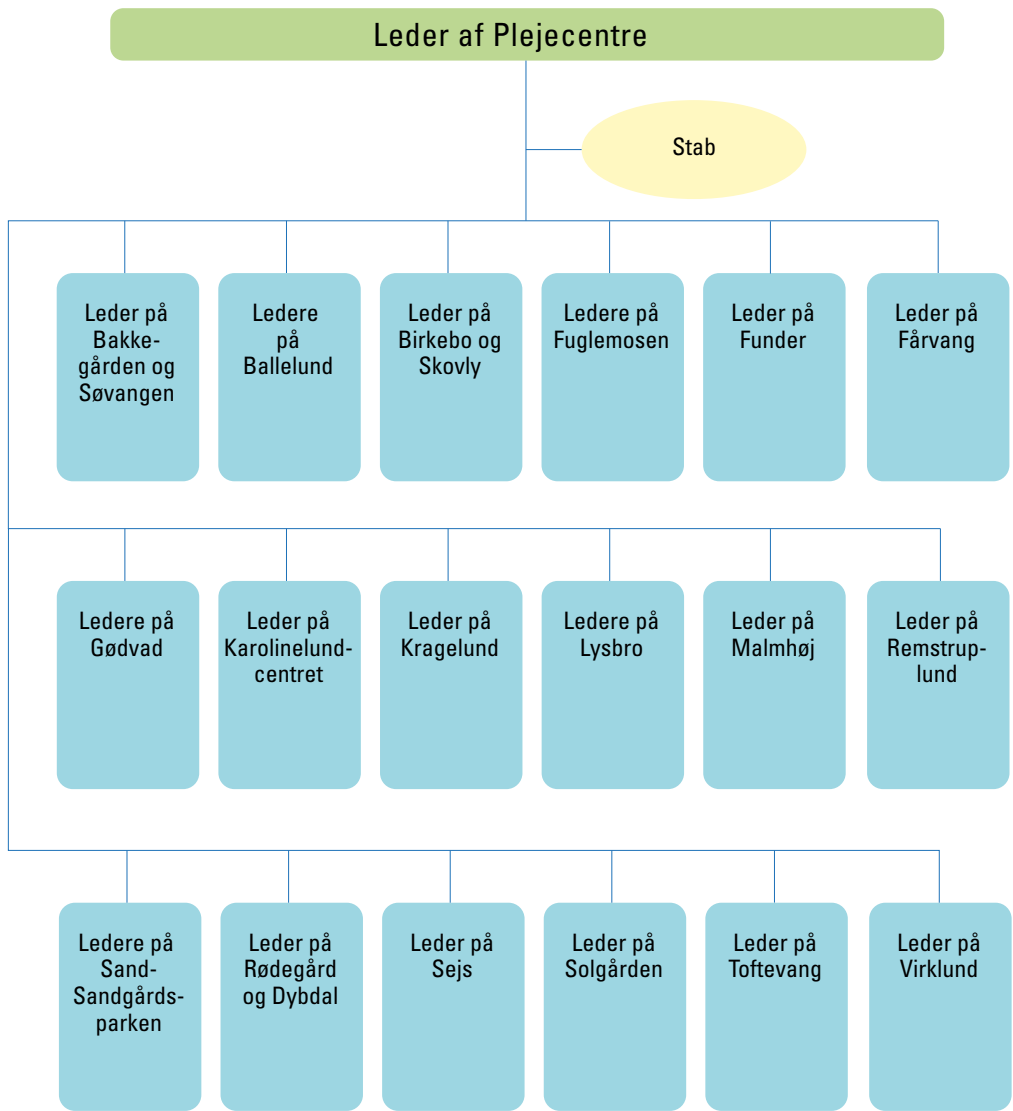 Leder af Plejecentre
Stab
Leder på
Bakke-
gården og
Søvangen
Ledere
på
Ballelund
Leder på
Birkebo og
Skovly
Ledere på
Fuglemosen
Leder på
Funder
Leder på
Fårvang
Ledere på
Gødvad
Leder på
Karolinelund-
centret
Leder på
Kragelund
Ledere på
Lysbro
Leder på
Malmhøj
Leder på
Remstrup-
lund
Ledere på
Sand-
Sandgårds-
parken
Leder på
Rødegård
og Dybdal
Leder på
Sejs
Leder på
Solgården
Leder på
Toftevang
Leder på
Virklund